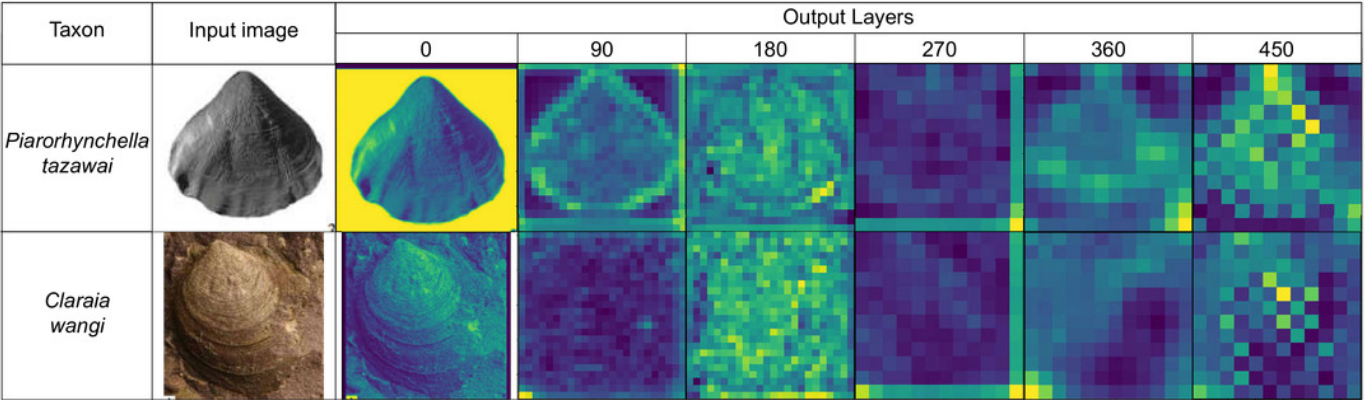 Taxon
Input image
Output Layers
0
90
180
270
360
450
Piarorhynchella
tazawai
Claraia
wangi